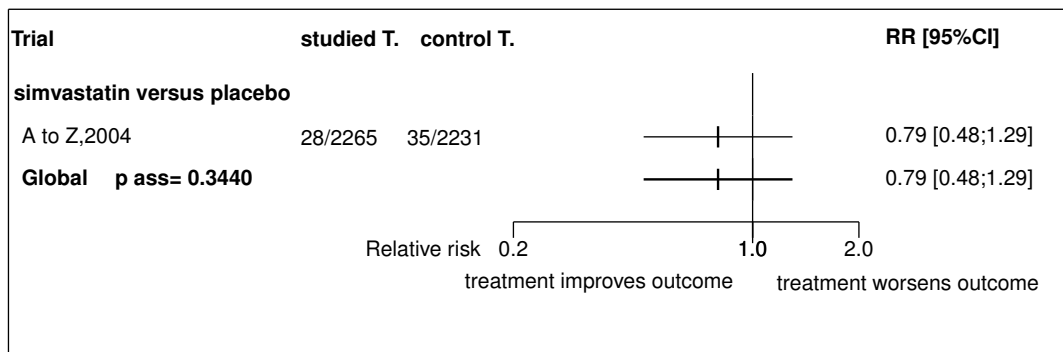 Trial studied T. control T. RR [95%CI]
simvastatin versus placebo
A to Z,2004 28/2265 35/2231 0.79 [0.48;1.29]
Global p ass= 0.3440 0.79 [0.48;1.29]
Relative risk 0.2 1.0 2.0
treatment improves outcome treatment worsens outcome